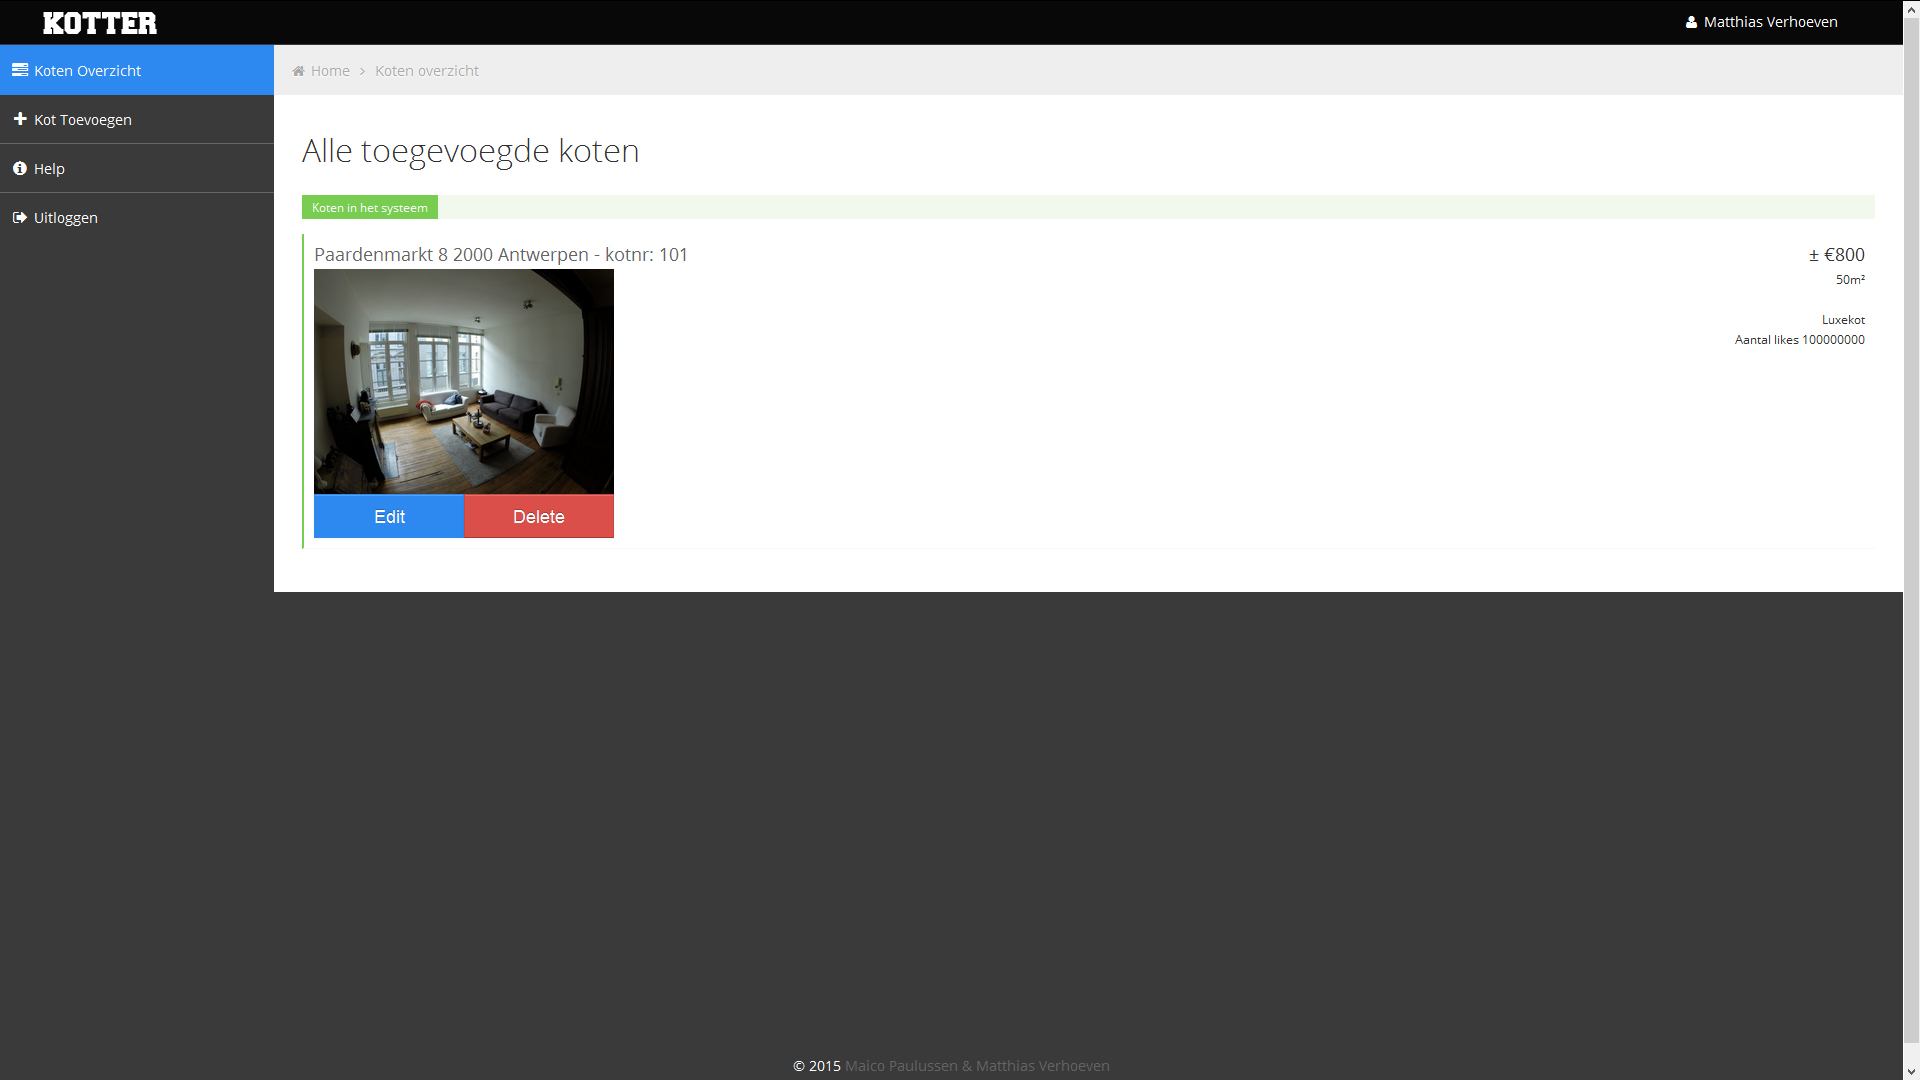 KOTTER
Matthias Verhoeven
Koten Overzicht
Kot Toevoegen
Help
Uitloggen
Home > Koten overzicht
Alle toegevoegde koten
Koten in het systeem
Paardenmarkt 8 2000 Antwerpen - kotnr: 101
± €800
50m²
Luxekot
Aantal likes 100000000
Edit
Delete
© 2015 Maico Paulussen & Matthias Verhoeven